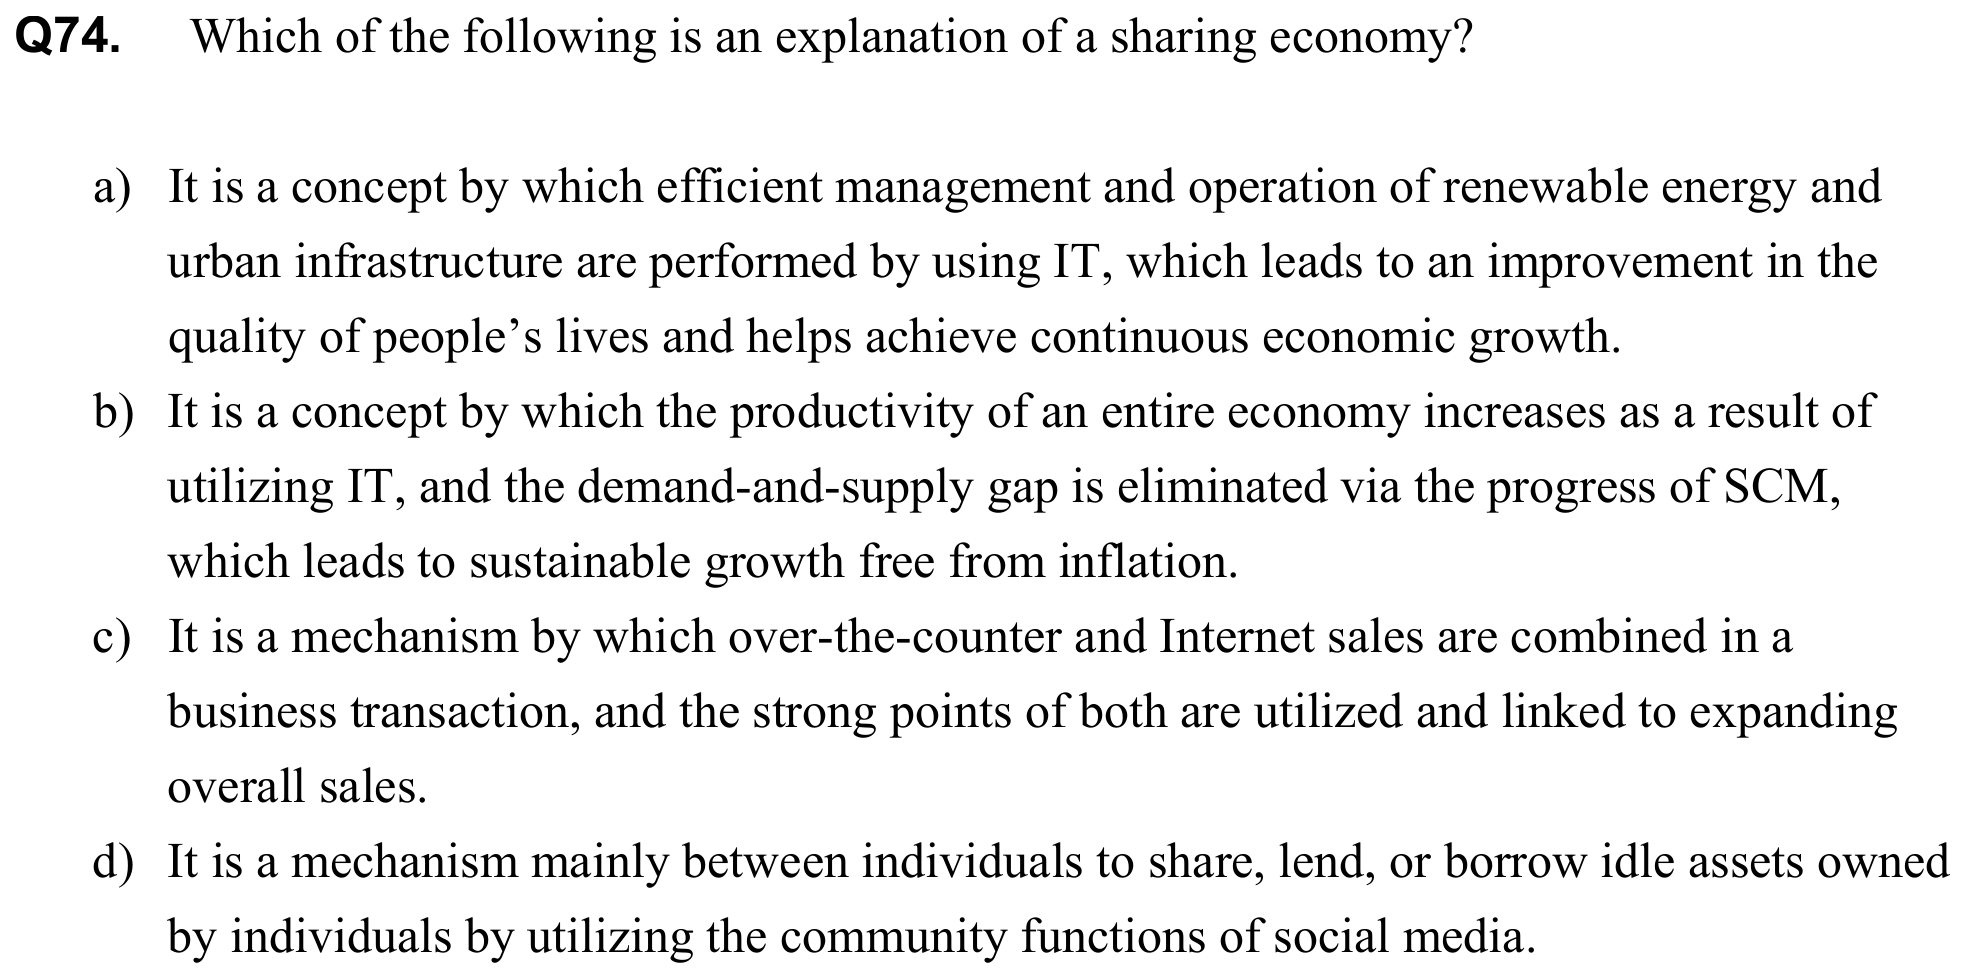 Q74. Which of the following is an explanation of a sharing economy?
a) It is a concept by which efficient management and operation of renewable energy and
urban infrastructure are performed by using IT, which leads to an improvement in the
quality of people’s lives and helps achieve continuous economic growth.
b) It is a concept by which the productivity of an entire economy increases as a result of
utilizing IT, and the demand-and-supply gap is eliminated via the progress of SCM,
which leads to sustainable growth free from inflation.
c) It is a mechanism by which over-the-counter and Internet sales are combined in a
business transaction, and the strong points of both are utilized and linked to expanding
overall sales.
d) It is a mechanism mainly between individuals to share, lend, or borrow idle assets owned
by individuals by utilizing the community functions of social media.